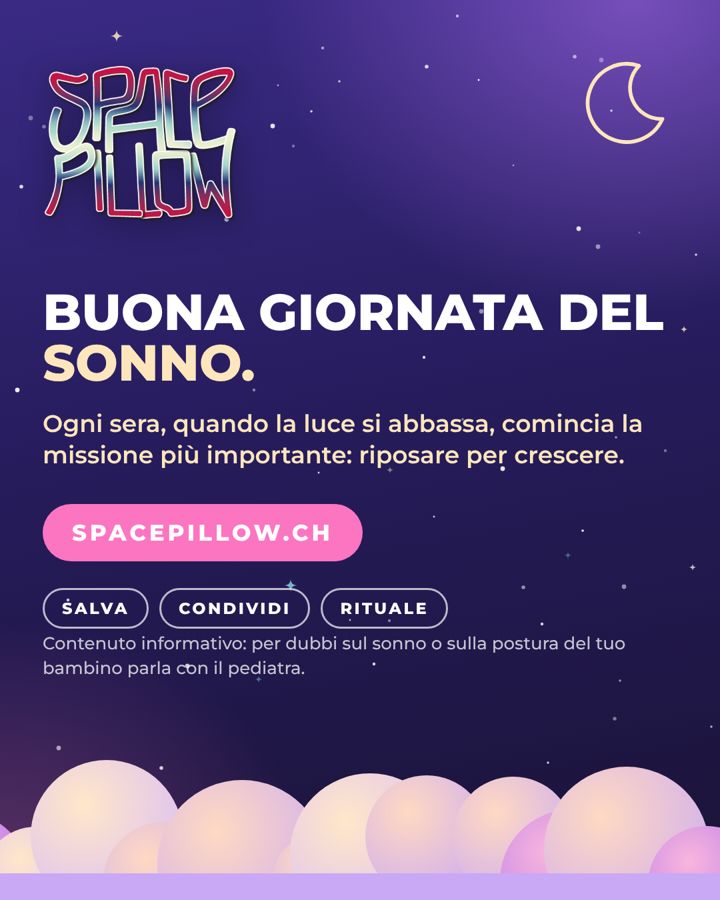 SPACE
PILLOW
BUONA GIORNATA DEL
SONNO.
Ogni sera, quando la luce si abbassa, comincia la
missione più importante: riposare per crescere.
SPACEPILLOW.CH
SALVA CONDIVIDI RITUALE
Contenuto informativo: per dubbi sul sonno o sulla postura del tuo
bambino parla con il pediatra.